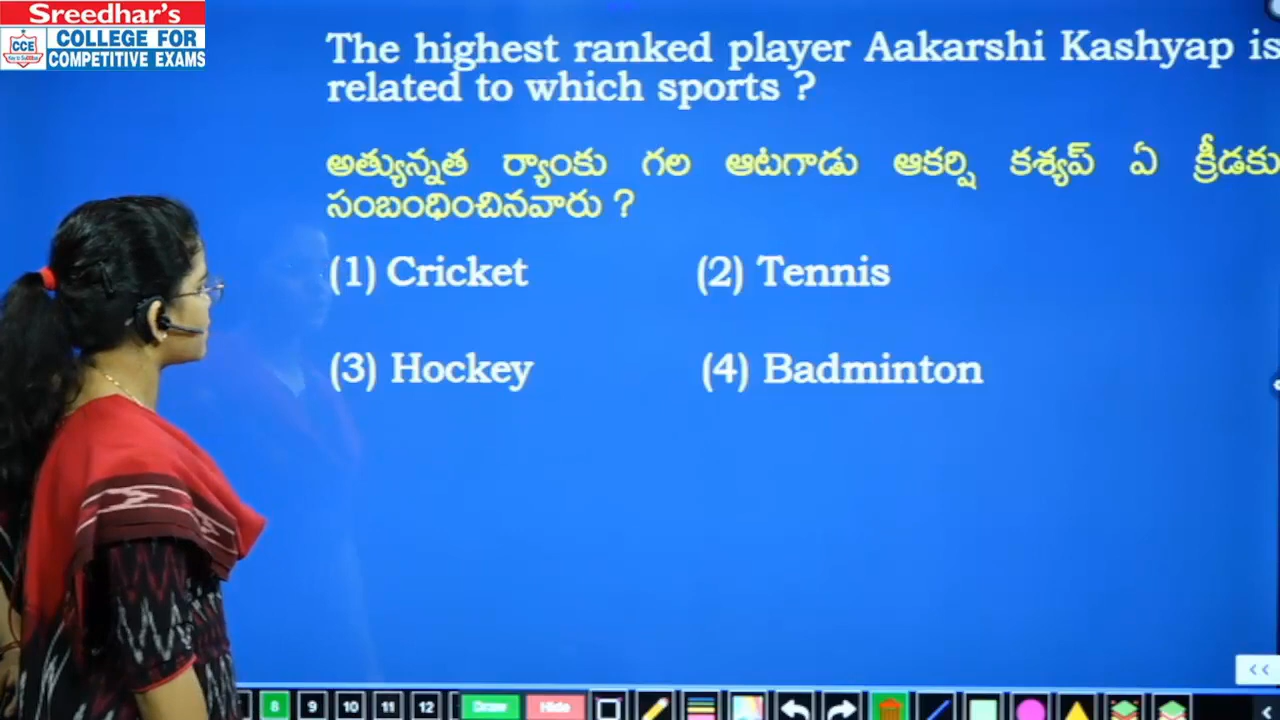 Sreedhar's
CCE
COLLEGE FOR
COMPETITIVE EXAMS
The highest ranked player Aakarshi Kashyap is
related to which sports ?
అత్యున్నత ర్యాంకు గల ఆటగాడు ఆకర్షి కశ్యప్ ఏ క్రీడకు
సంబంధించినవారు ?
(1) Cricket (2) Tennis
(3) Hockey (4) Badminton
<<
8 9 10 11 12 Draw Hide